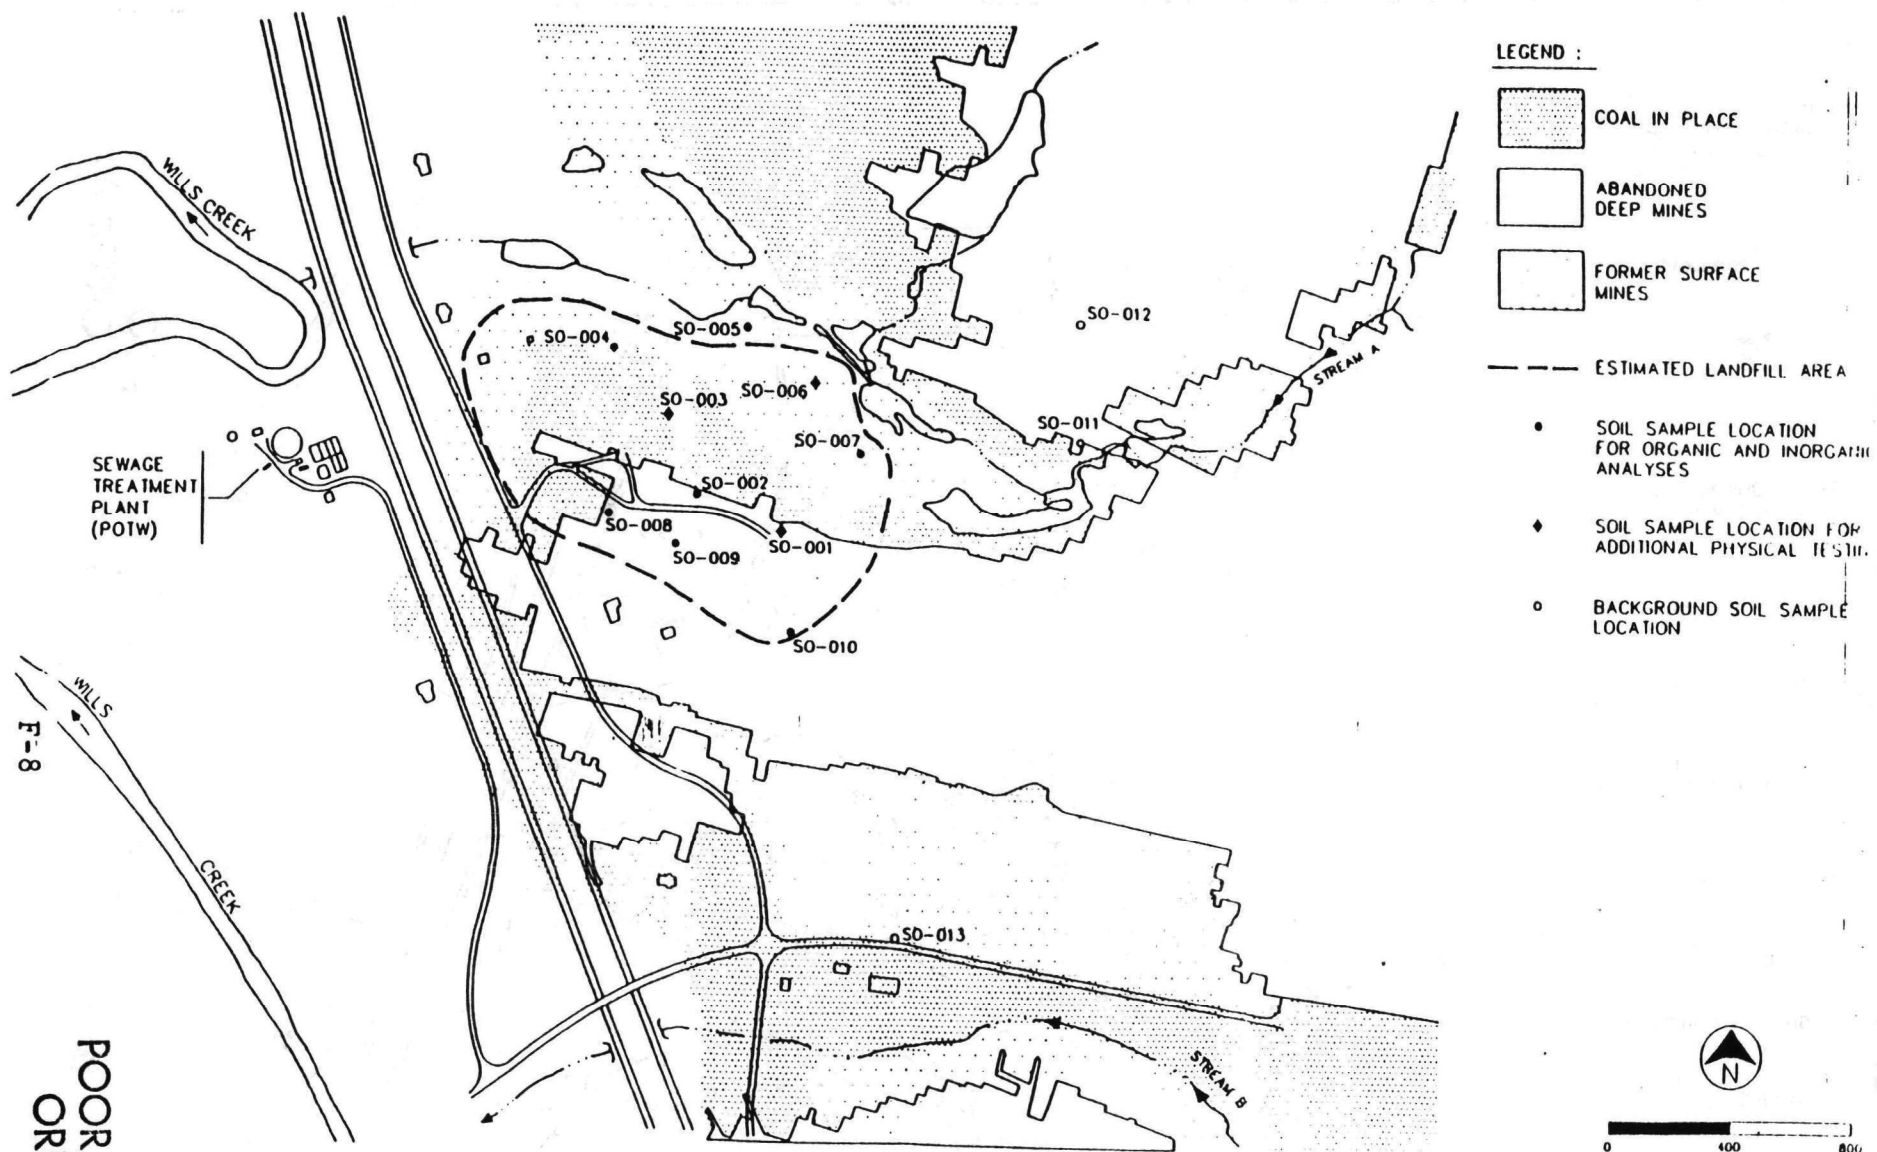 LEGEND :
COAL IN PLACE
ABANDONED
DEEP MINES
FORMER SURFACE
MINES
ESTIMATED LANDFILL AREA
SOIL SAMPLE LOCATION
FOR ORGANIC AND INORGANIC
ANALYSES
SOIL SAMPLE LOCATION FOR
ADDITIONAL PHYSICAL
BACKGROUND SOIL SAMPLE
LOCATION
WILLS CREEK
SO-012
SO-005
SO-004
STREAM A
SO-006
SO-003
SO-011
SO-007
SEWAGE
TREATMENT
PLANT
(POTW)
SO-002
SO-008
SO-001
SO-009
SO-010
WILLS
CREEK
SO-013
STREAM B
N
0 400 800
F-8
POOR
OR